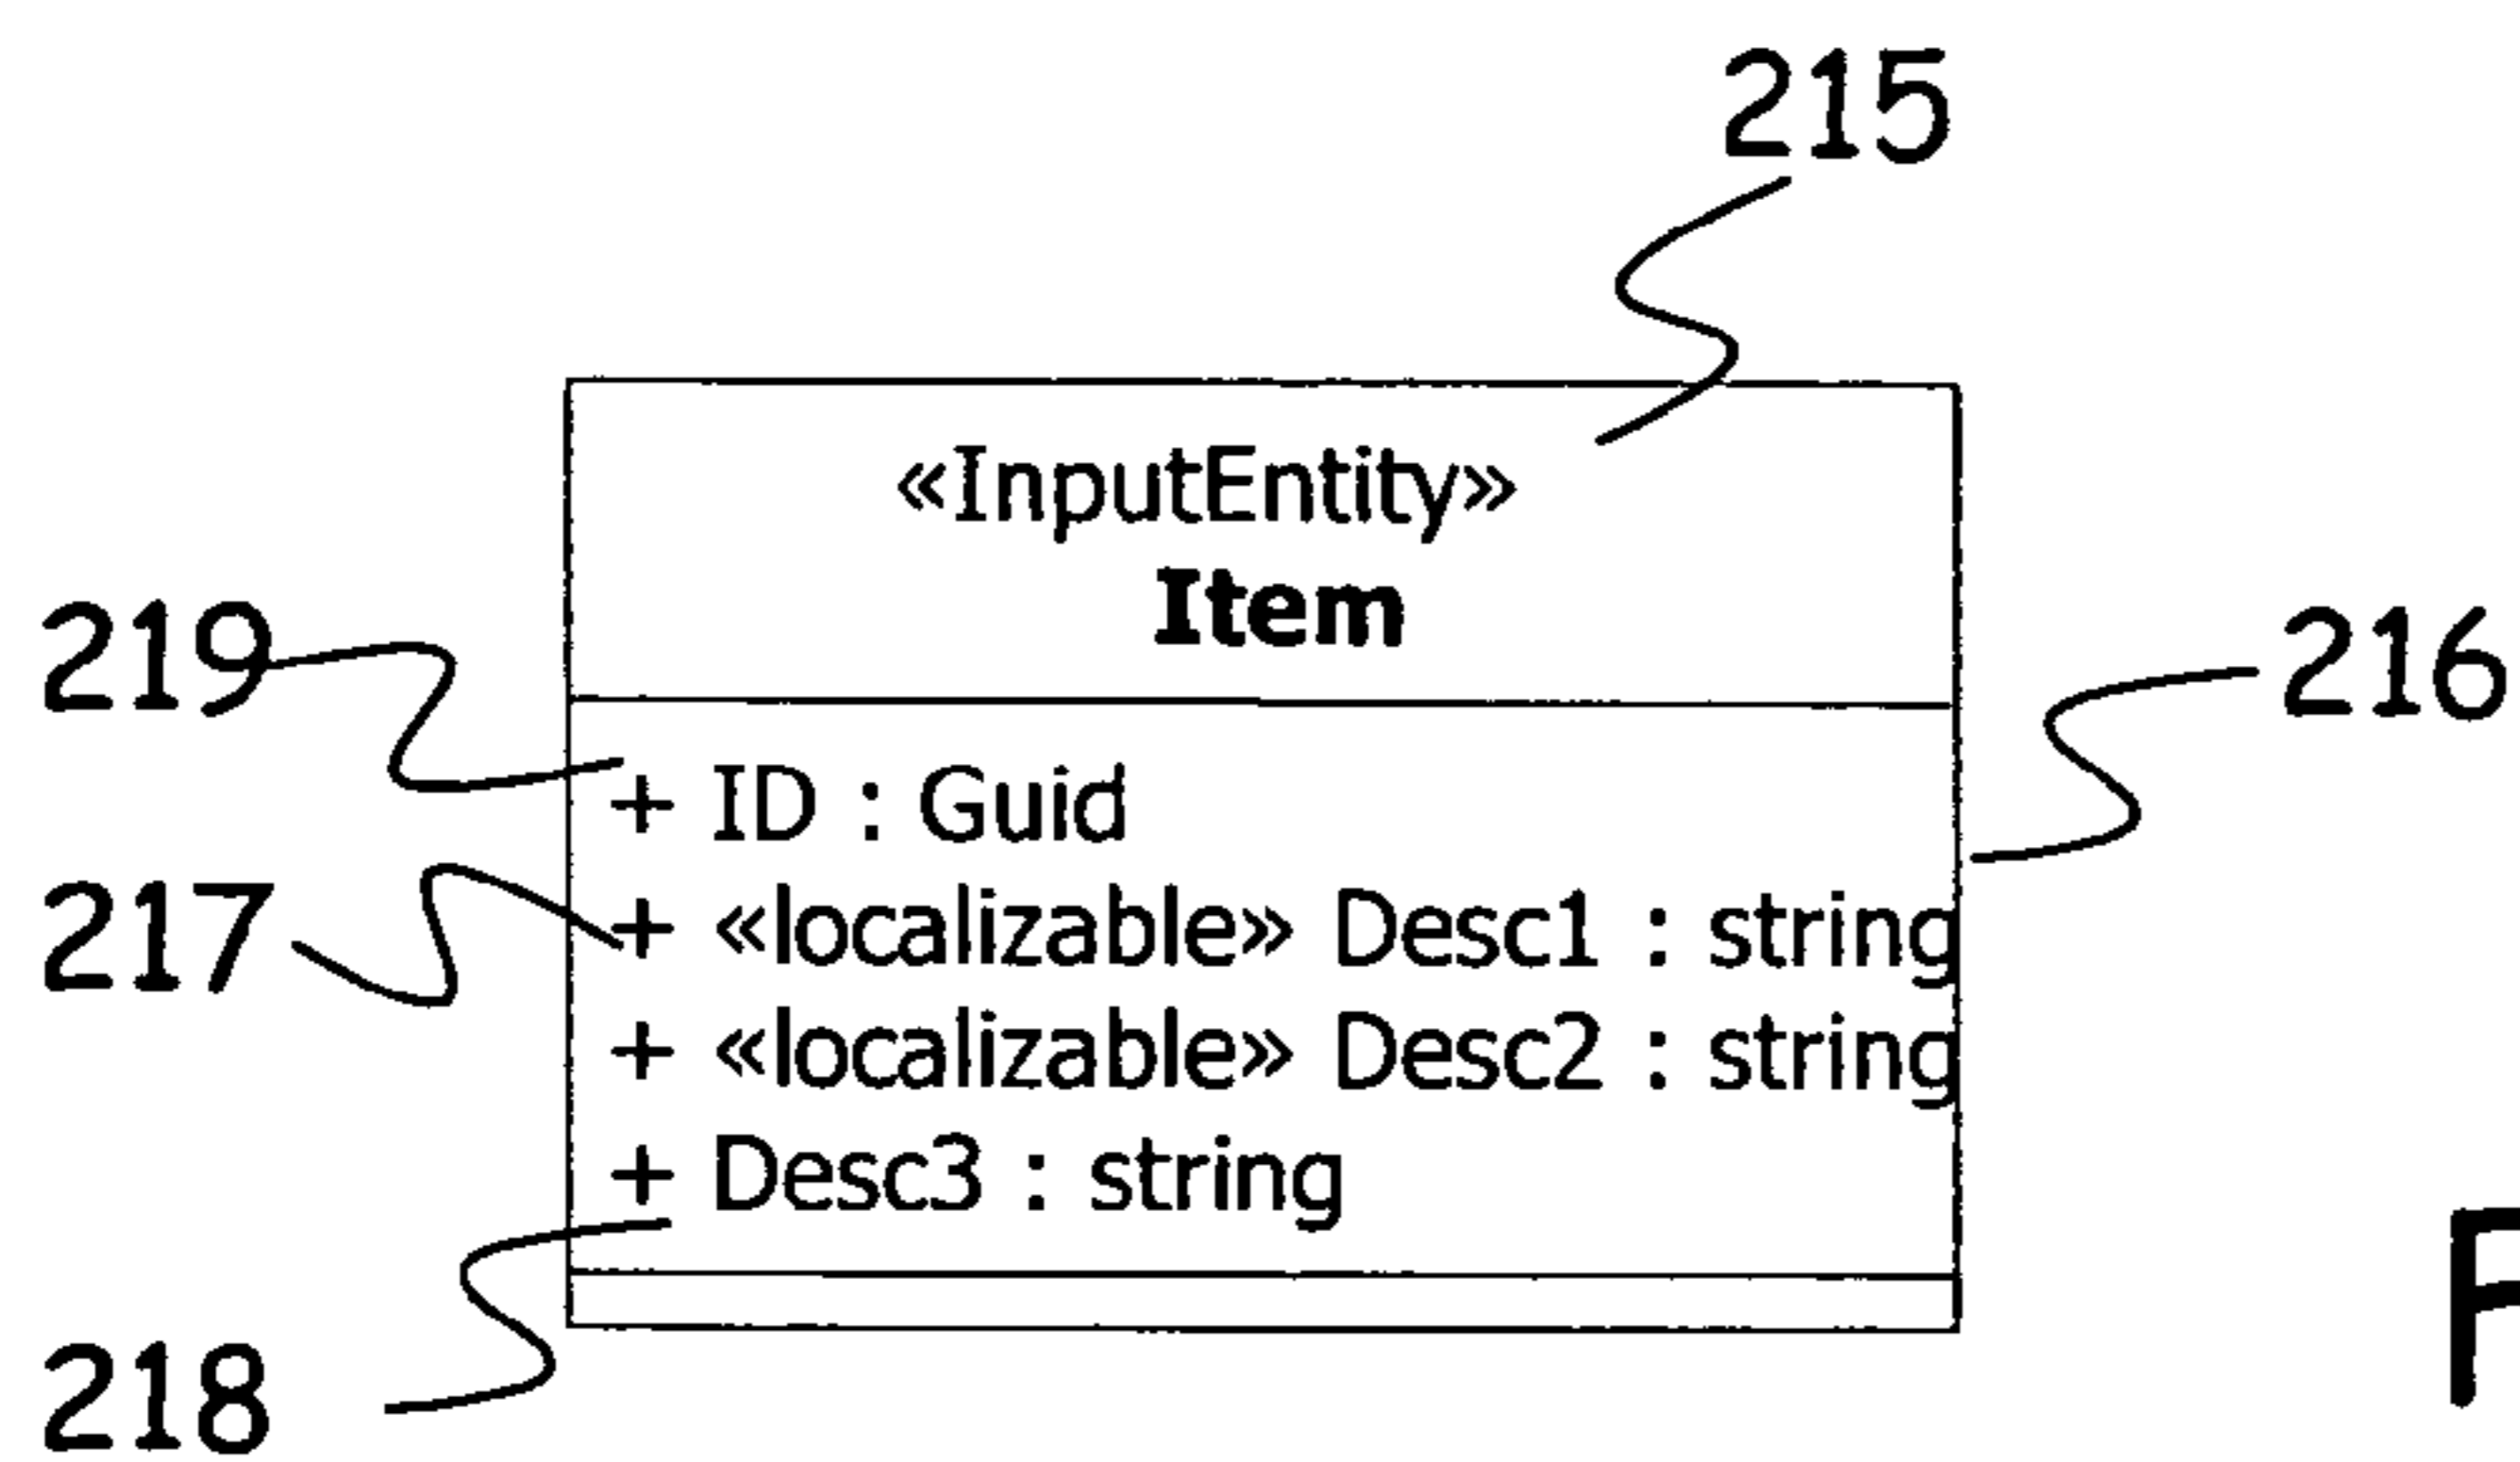 215
«InputEntity»
Item
219
216
+ ID : Guid
217
+ «localizable» Desc1 : string
+ «localizable» Desc2 : string
+ Desc3 : string
218
F